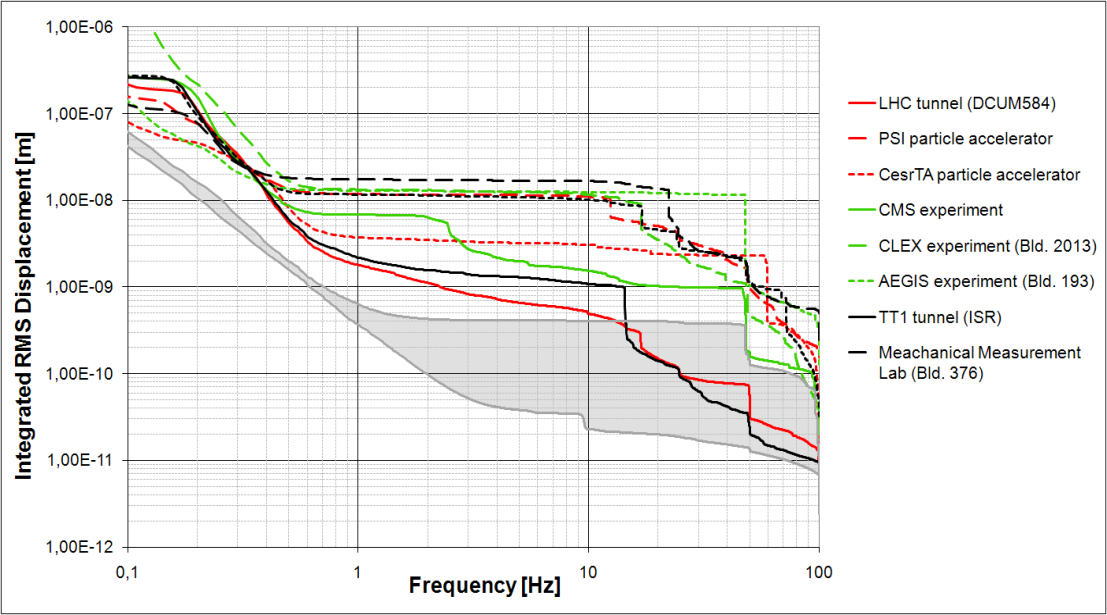 1,00E-06
1,00E-07
1,00E-08
1,00E-09
1,00E-10
1,00E-11
1,00E-12
Integrated RMS Displacement [m]
0,1
1
10
100
Frequency [Hz]
LHC tunnel (DCUM584)
PSI particle accelerator
CesrTA particle accelerator
CMS experiment
CLEX experiment (Bld. 2013)
AEGIS experiment (Bld. 193)
TT1 tunnel (ISR)
Meachanical Measurement
Lab (Bld. 376)